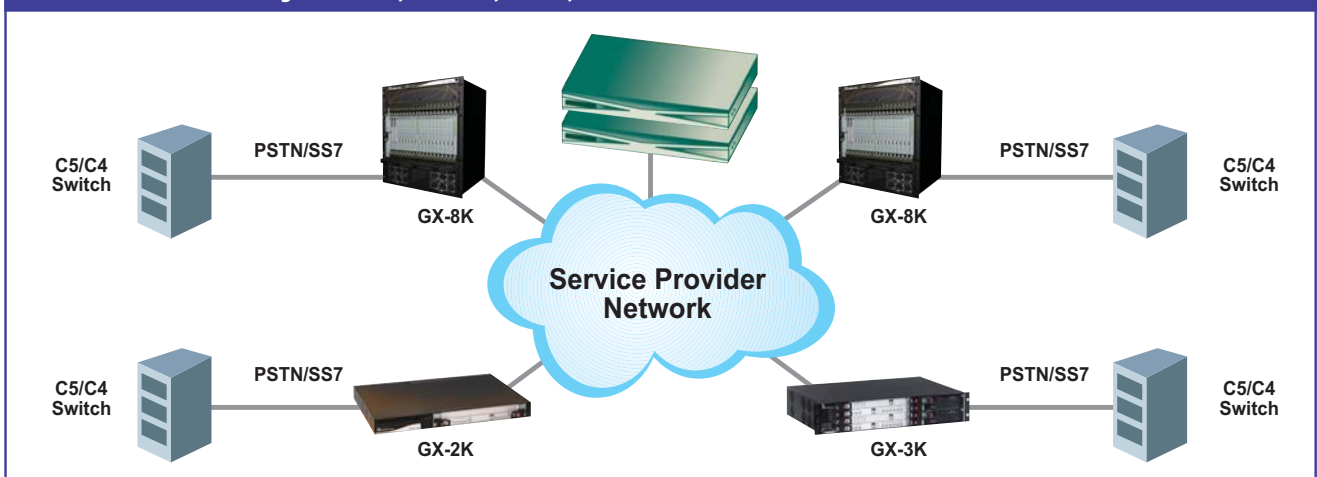 C5/C4
Switch
PSTN/SS7
GX-8K
PSTN/SS7
C5/C4
Switch
GX-8K
Service Provider
Network
C5/C4
Switch
PSTN/SS7
GX-2K
PSTN/SS7
C5/C4
Switch
GX-3K